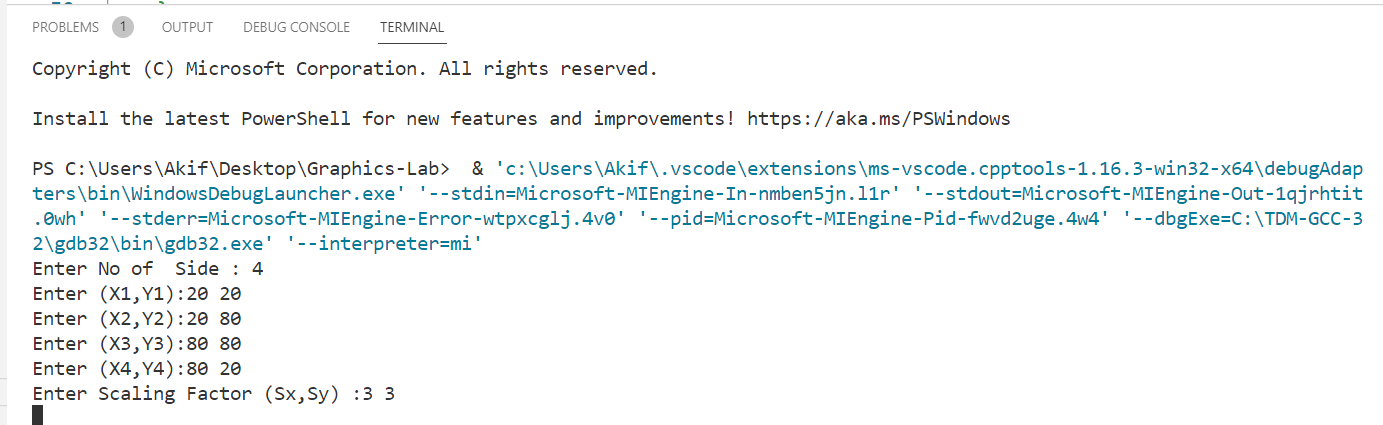 PROBLEMS 1 OUTPUT DEBUG CONSOLE TERMINAL
Copyright (C) Microsoft Corporation. All rights reserved.
Install the latest PowerShell for new features and improvements! https://aka.ms/PSWindows
PS C:\Users\Akif\Desktop\Graphics-Lab>  & 'c:\Users\Akif\.vscode\extensions\ms-vscode.cpptools-1.16.3-win32-x64\debugAdap
ters\bin\WindowsDebugLauncher.exe' '--stdin=Microsoft-MIEngine-In-nmben5jn.l1r' '--stdout=Microsoft-MIEngine-Out-1qjrhtit
.0wh' '--stderr=Microsoft-MIEngine-Error-wtpxcglj.4v0' '--pid=Microsoft-MIEngine-Pid-fwvd2uge.4w4' '--dbgExe=C:\TDM-GCC-3
2\gdb32\bin\gdb32.exe' '--interpreter=mi'
Enter No of  Side : 4
Enter (X1,Y1):20 20
Enter (X2,Y2):20 80
Enter (X3,Y3):80 80
Enter (X4,Y4):80 20
Enter Scaling Factor (Sx,Sy) :3 3